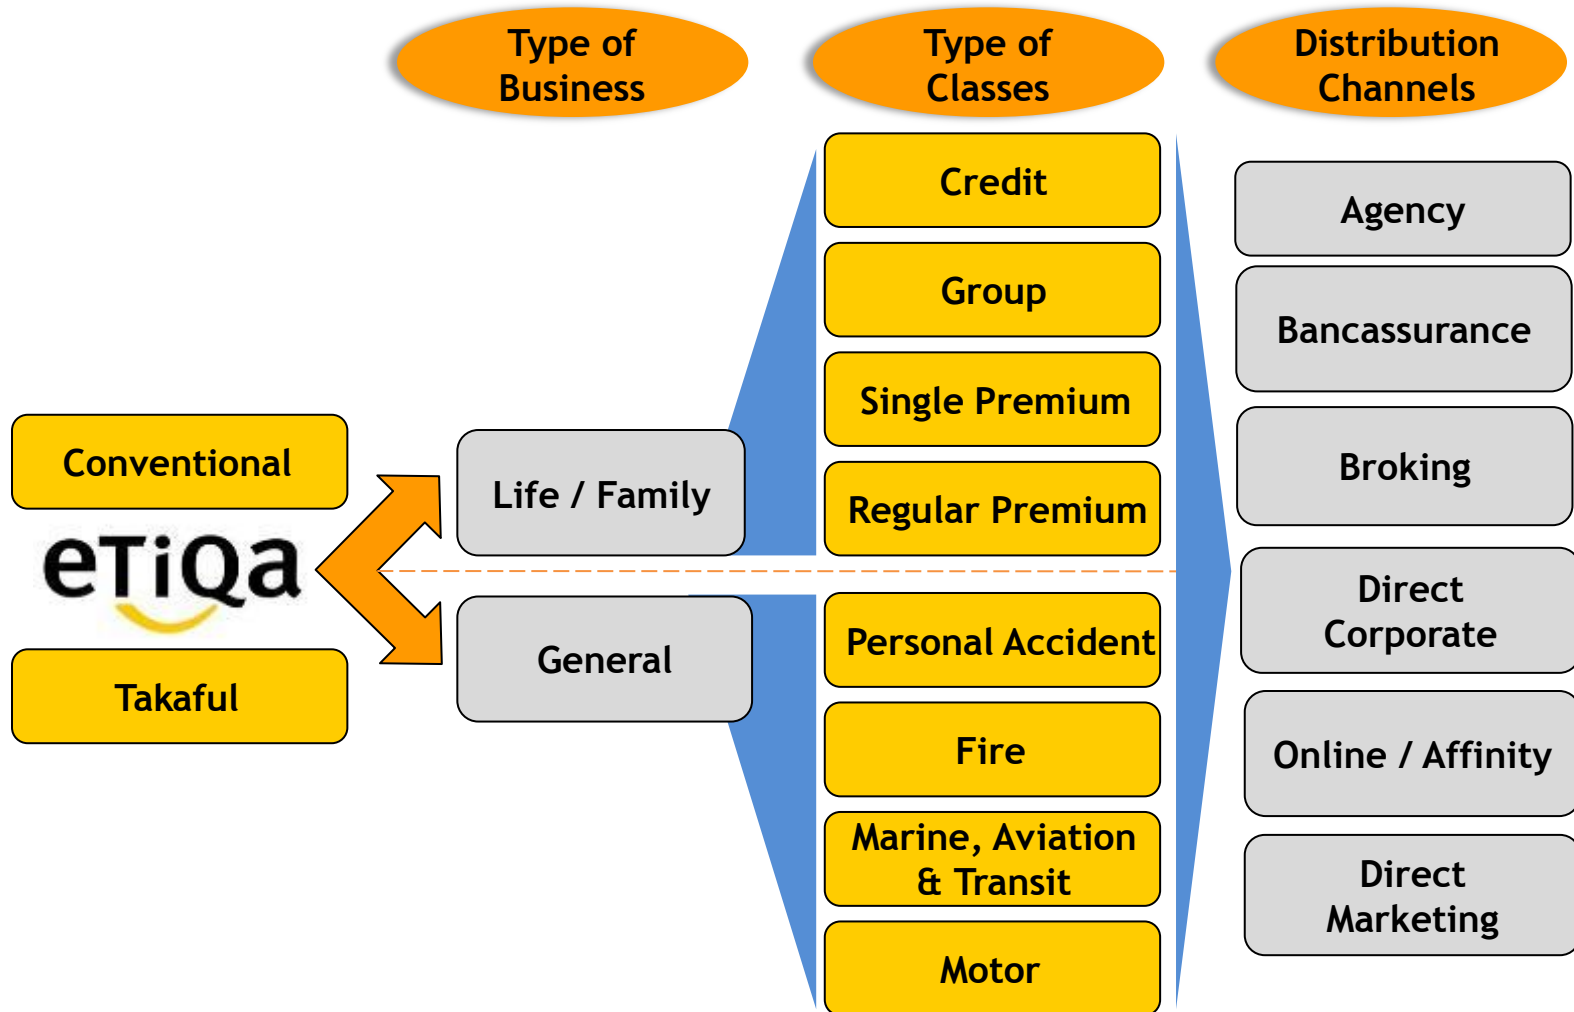 Type of
Business
Type of
Classes
Distribution
Channels
Conventional
eTiQa
Takaful
Life / Family
General
Credit
Group
Single Premium
Regular Premium
Personal Accident
Fire
Marine, Aviation
& Transit
Motor
Agency
Bancassurance
Broking
Direct
Corporate
Online / Affinity
Direct
Marketing